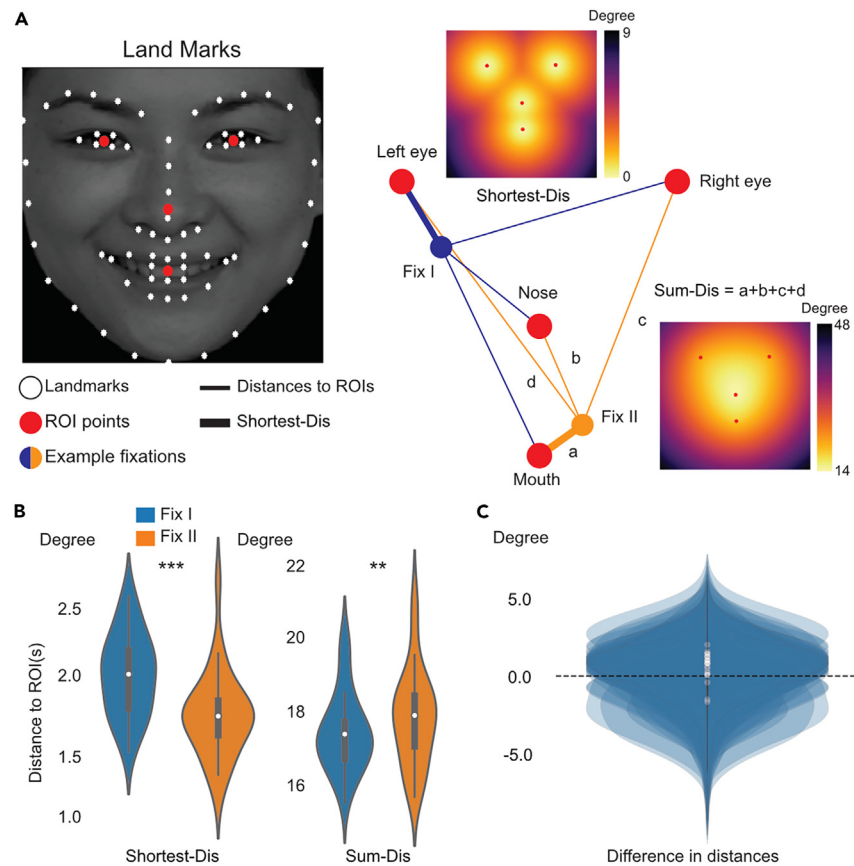 A
Land Marks
Landmarks
Distances to ROIs
ROI points
Shortest-Dis
Example fixations
Degree
9
0
Shortest-Dis
Left eye
Right eye
Fix I
Nose
Sum-Dis = a+b+c+d
Degree
48
14
c
b
d
Fix II
a
Mouth
B
Fix I
Fix II
Degree
Degree
***
**
2.5
2.0
1.5
1.0
22
20
18
16
Distance to ROI(s)
Shortest-Dis
Sum-Dis
C
Degree
5.0
0.0
-5.0
Difference in distances